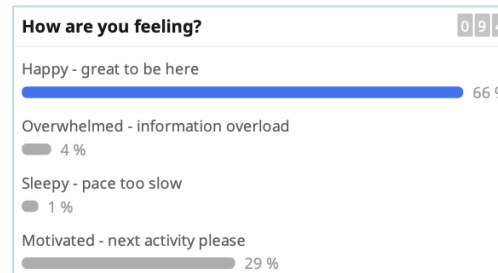 How are you feeling?
0 9
Happy - great to be here
66
Overwhelmed - information overload
4 %
Sleepy - pace too slow
1 %
Motivated - next activity please
29 %